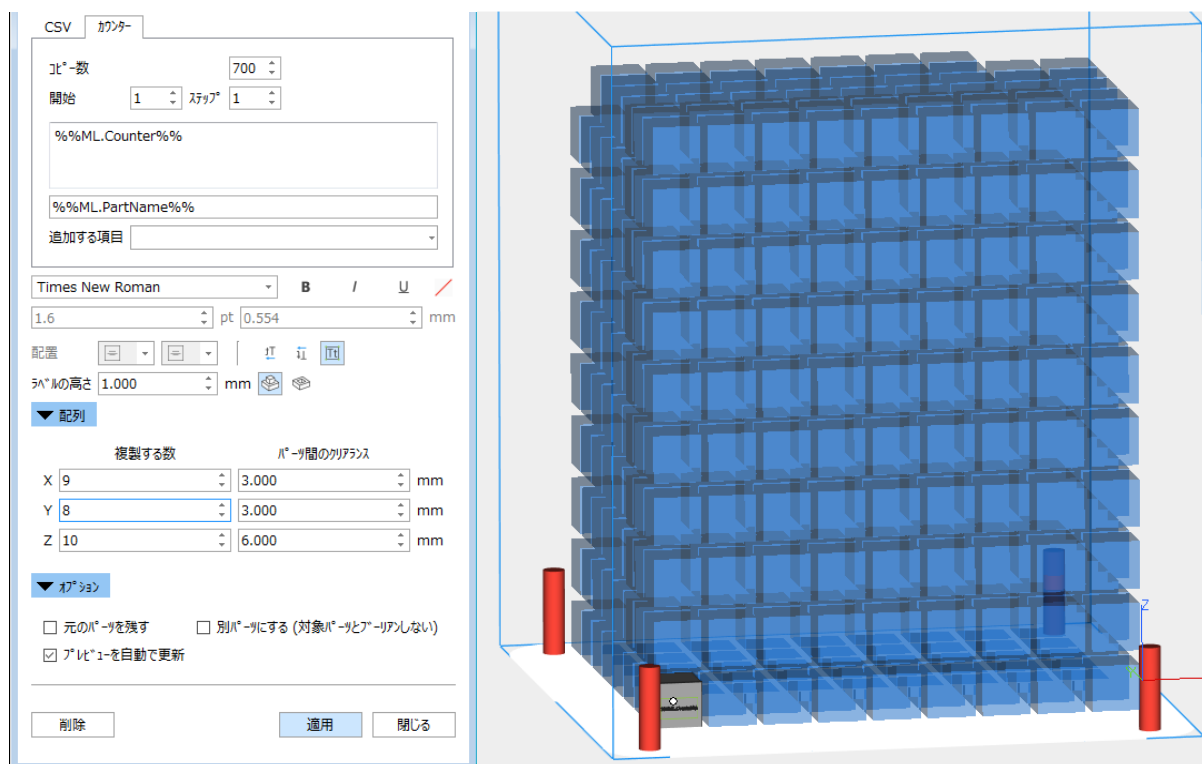 CSV ｶｳﾝﾀｰ
ｺﾋﾟｰ数 700
開始 1 ｽﾃｯﾌﾟ 1
%%ML.Counter%%
%%ML.PartName%%
追加する項目
Times New Roman B I U
1.6 pt 0.554 mm
配置
ﾗﾍﾞﾙの高さ 1.000 mm
配列
複製する数 ﾊﾟｰﾂ間のｸﾘｱﾗﾝｽ
X 9 3.000 mm
Y 8 3.000 mm
Z 10 6.000 mm
ｵﾌﾟｼｮﾝ
元のﾊﾟｰﾂを残す 別ﾊﾟｰﾂにする (対象ﾊﾟｰﾂとﾌﾞｰﾘｱﾝしない)
ﾌﾟﾚﾋﾞｭｰを自動で更新
削除 適用 閉じる
Z